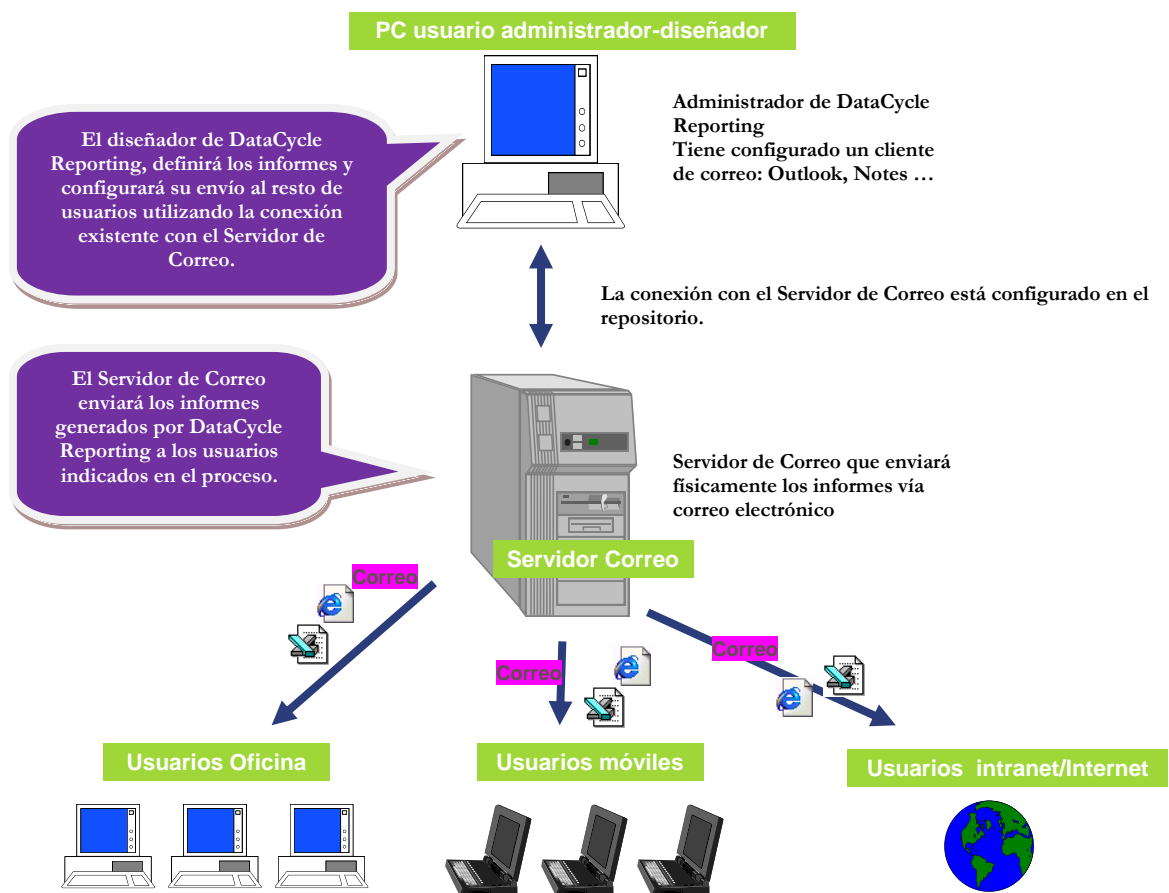 PC usuario administrador-diseñador
Administrador de DataCycle
Reporting
Tiene configurado un cliente
de correo: Outlook, Notes …
El diseñador de DataCycle
Reporting, definirá los informes y
configurará su envío al resto de
usuarios utilizando la conexión
existente con el Servidor de
Correo.
La conexión con el Servidor de Correo está configurado en el
repositorio.
El Servidor de Correo
enviará los informes
generados por DataCycle
Reporting a los usuarios
indicados en el proceso.
Servidor de Correo que enviará
físicamente los informes vía
correo electrónico
Servidor Correo
Correo
Correo
Correo
Usuarios Oficina
Usuarios móviles
Usuarios intranet/Internet